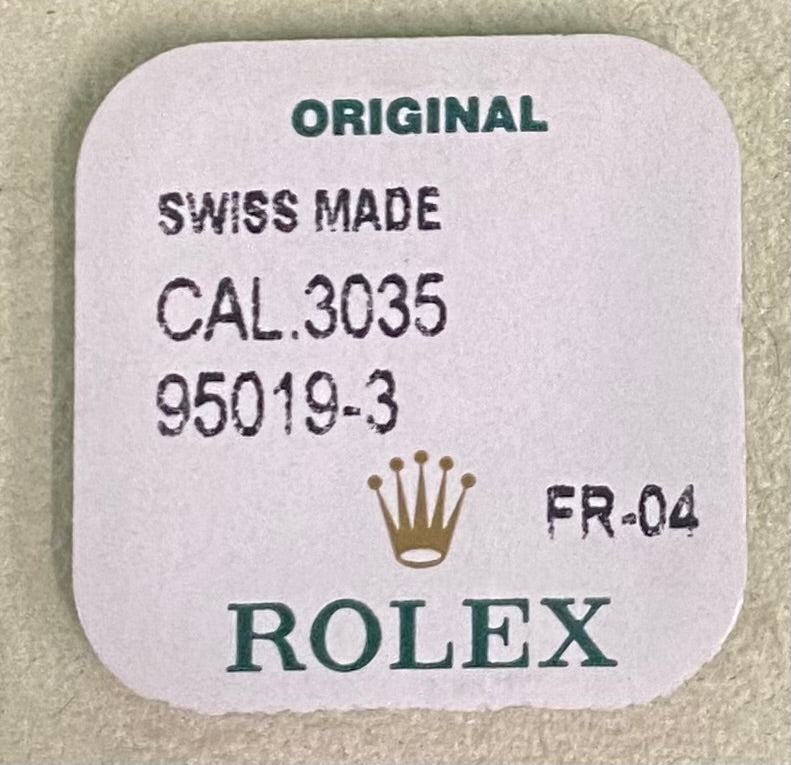 ORIGINAL
SWISS MADE
CAL.3035
95019-3
FR-04
ROLEX